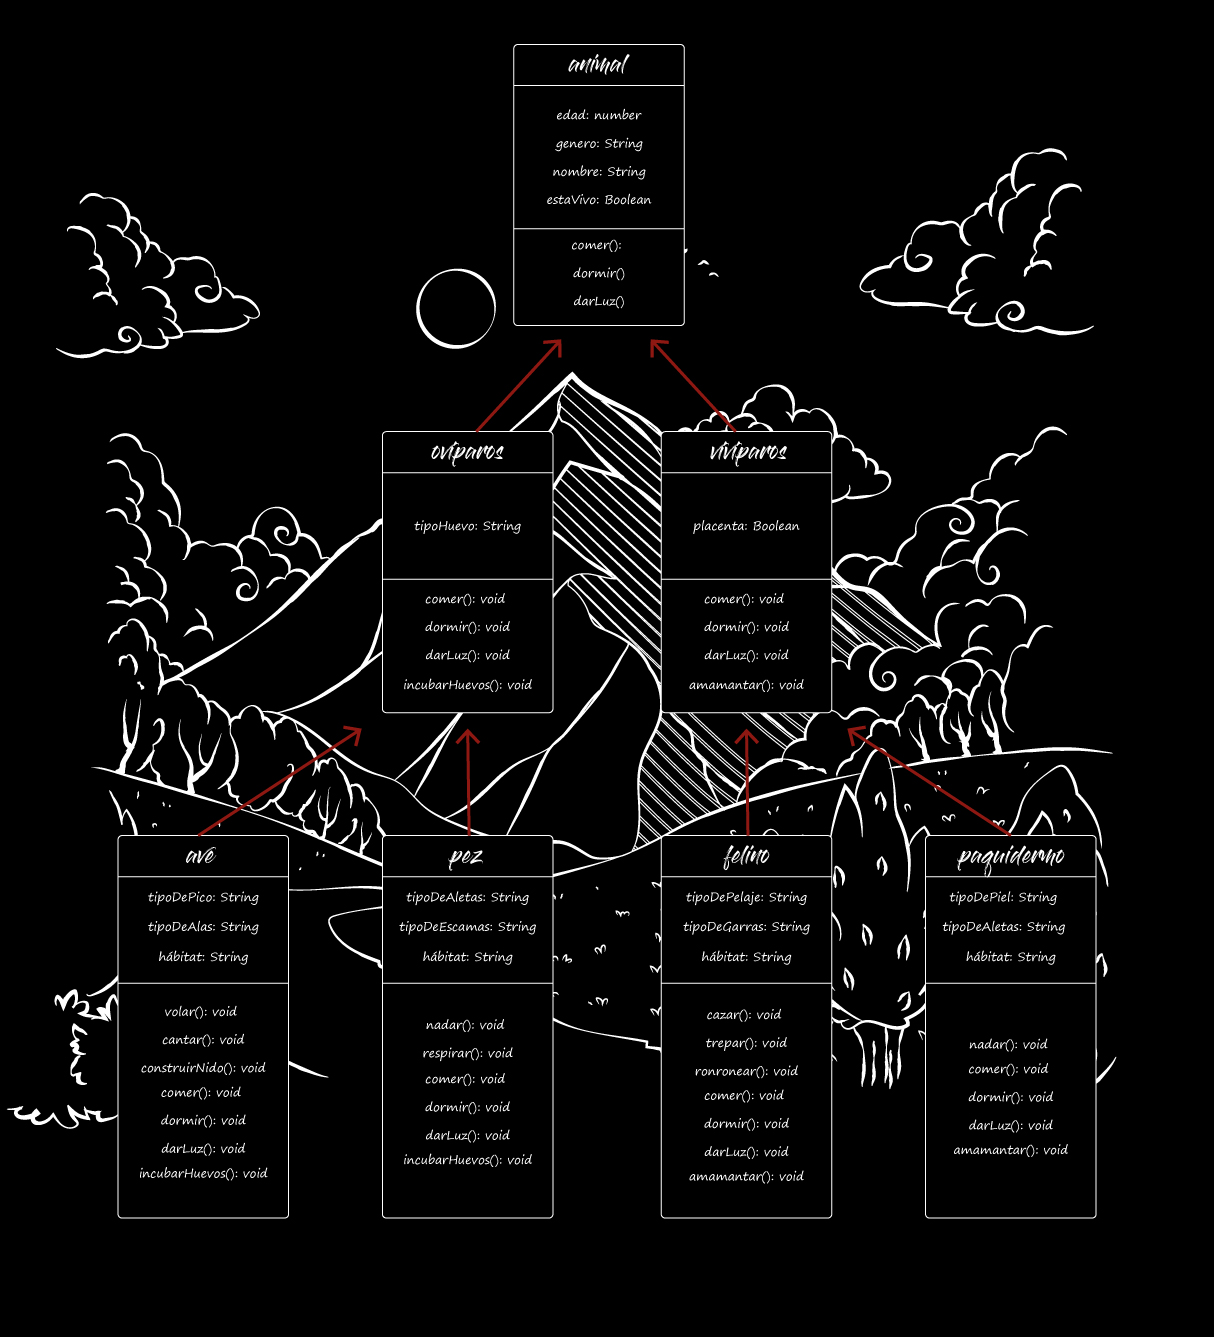 animal
edad: number
genero: String
nombre: String
estaVivo: Boolean
comer():
dormir()
darLuz()
ovíparos
tipoHuevo: String
comer(): void
dormir(): void
darLuz(): void
incubarHuevos(): void
vivíparos
placenta: Boolean
comer(): void
dormir(): void
darLuz(): void
amamantar(): void
ave
tipoDePico: String
tipoDeAlas: String
hábitat: String
volar(): void
cantar(): void
construirNido(): void
comer(): void
dormir(): void
darLuz(): void
incubarHuevos(): void
pez
tipoDeAletas: String
tipoDeEscamas: String
hábitat: String
nadar(): void
respirar(): void
comer(): void
dormir(): void
darLuz(): void
incubarHuevos(): void
felino
tipoDePelaje: String
tipoDeGarras: String
hábitat: String
cazar(): void
trepar(): void
ronronear(): void
comer(): void
dormir(): void
darLuz(): void
amamantar(): void
paquidermo
tipoDePiel: String
tipoDeAletas: String
hábitat: String
nadar(): void
comer(): void
dormir(): void
darLuz(): void
amamantar(): void